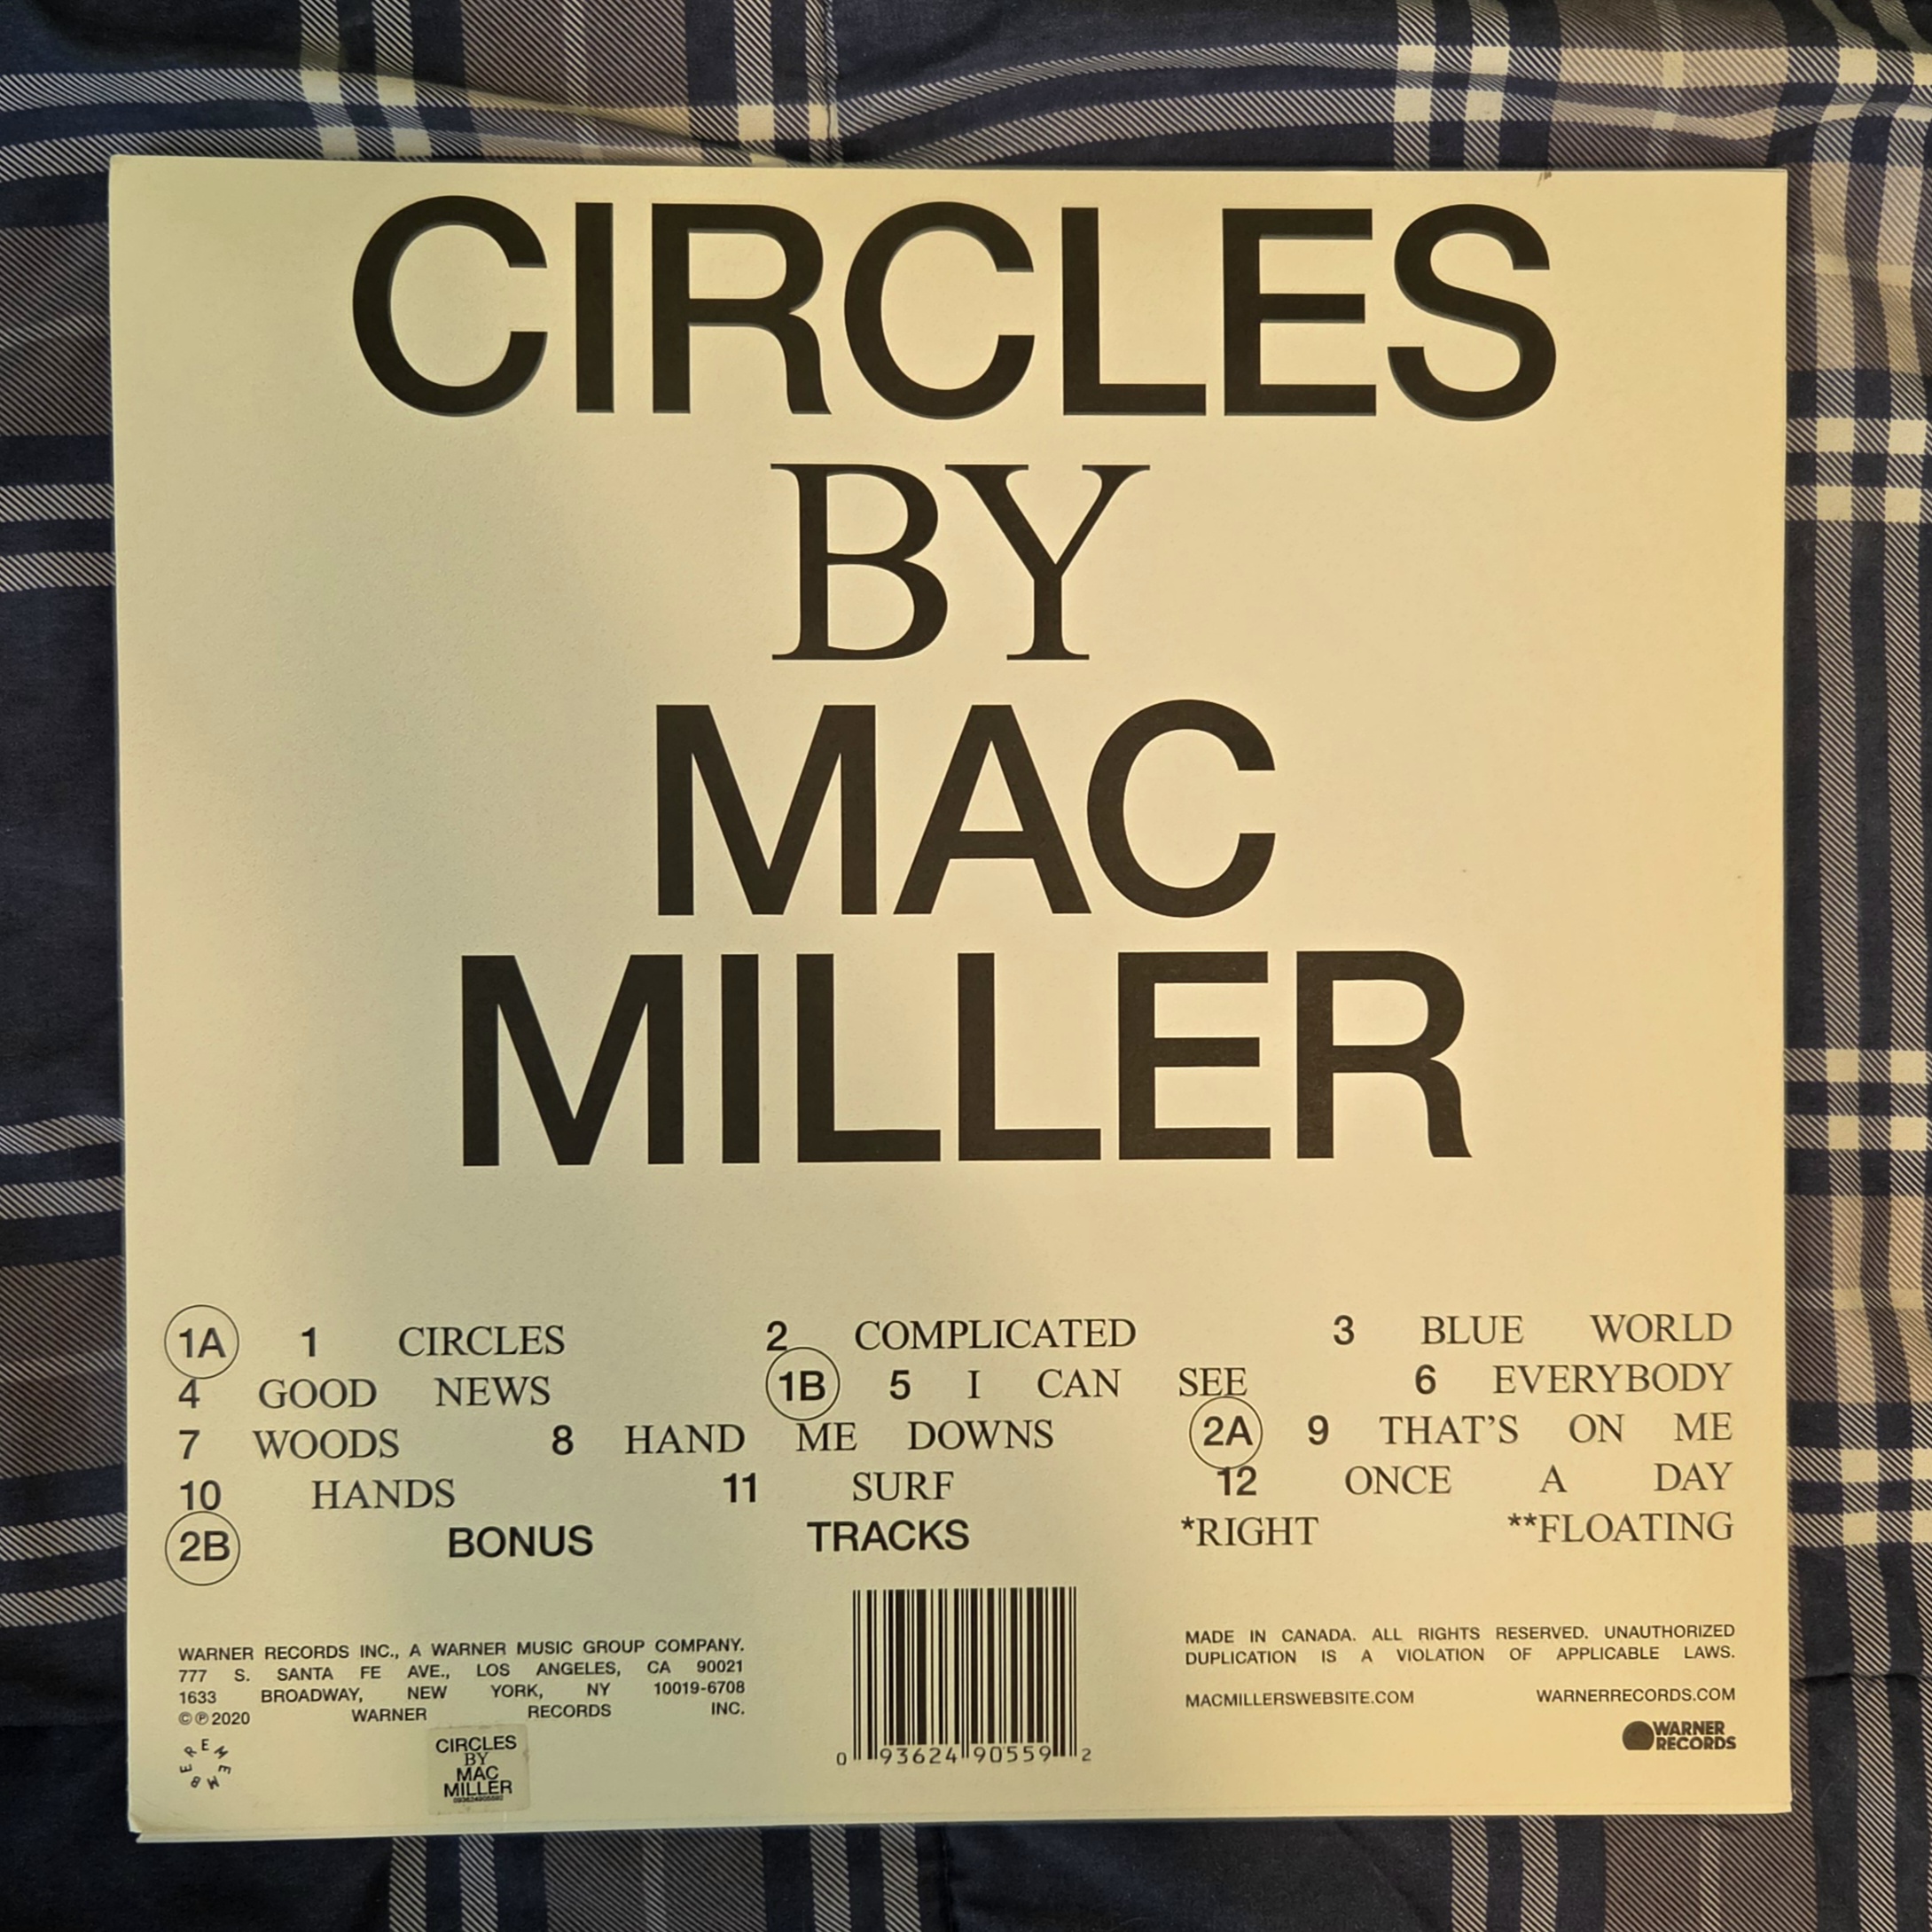 CIRCLES
BY
MAC
MILLER
1A 1 CIRCLES 2 COMPLICATED 3 BLUE WORLD
4 GOOD NEWS 1B 5 I CAN SEE 6 EVERYBODY
7 WOODS 8 HAND ME DOWNS 2A 9 THAT'S ON ME
10 HANDS 11 SURF 12 ONCE A DAY
2B BONUS TRACKS *RIGHT **FLOATING
WARNER RECORDS INC., A WARNER MUSIC GROUP COMPANY.
777 S. SANTA FE AVE., LOS ANGELES, CA 90021
1633 BROADWAY, NEW YORK, NY 10019-6708
©℗2020 WARNER RECORDS INC.
REMEMBER
CIRCLES
BY
MAC
MILLER
0 93624 90559 2
MADE IN CANADA. ALL RIGHTS RESERVED. UNAUTHORIZED
DUPLICATION IS A VIOLATION OF APPLICABLE LAWS.
MACMILLERSWEBSITE.COM WARNERRECORDS.COM
WARNER
RECORDS